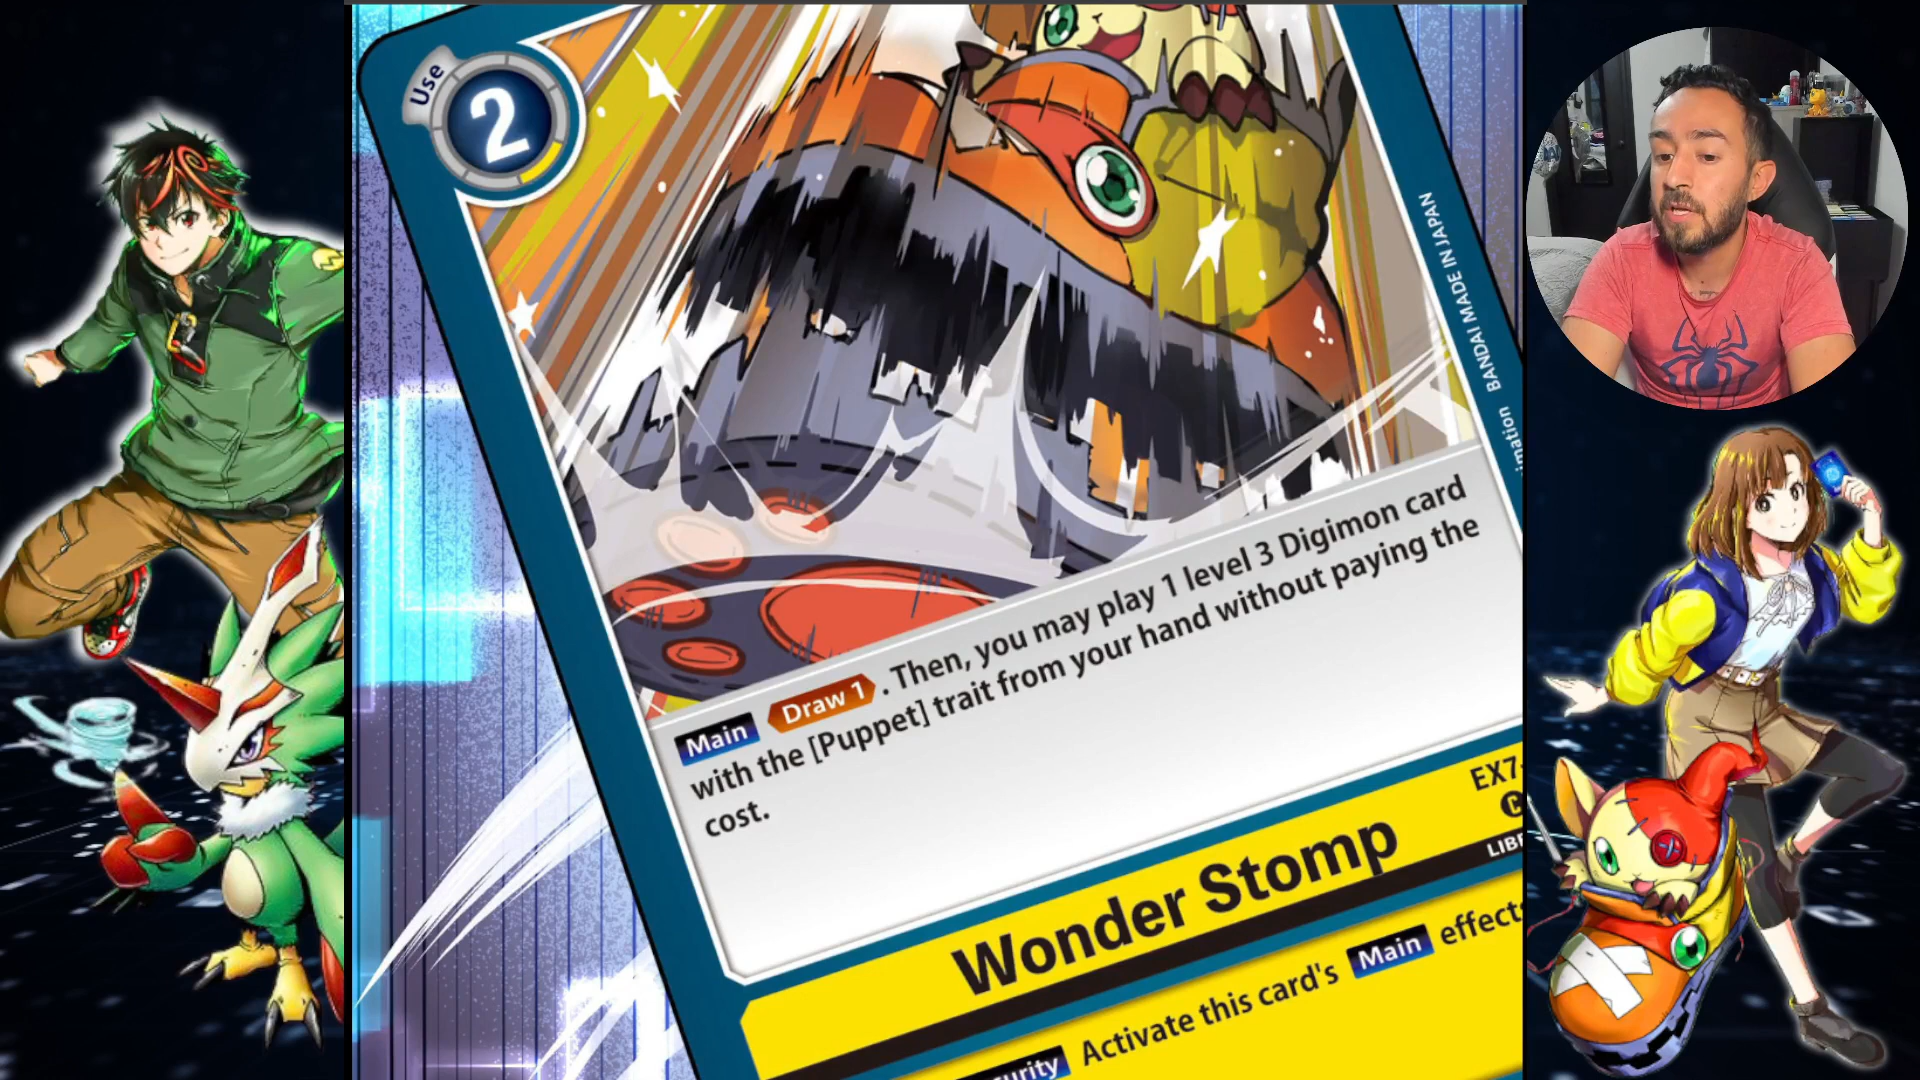 Use
2
BANDAI MADE IN JAPAN
Main Draw 1 . Then, you may play 1 level 3 Digimon card
with the [Puppet] trait from your hand without paying the
cost.
EX7-
C
Wonder Stomp
Activate this card's Main